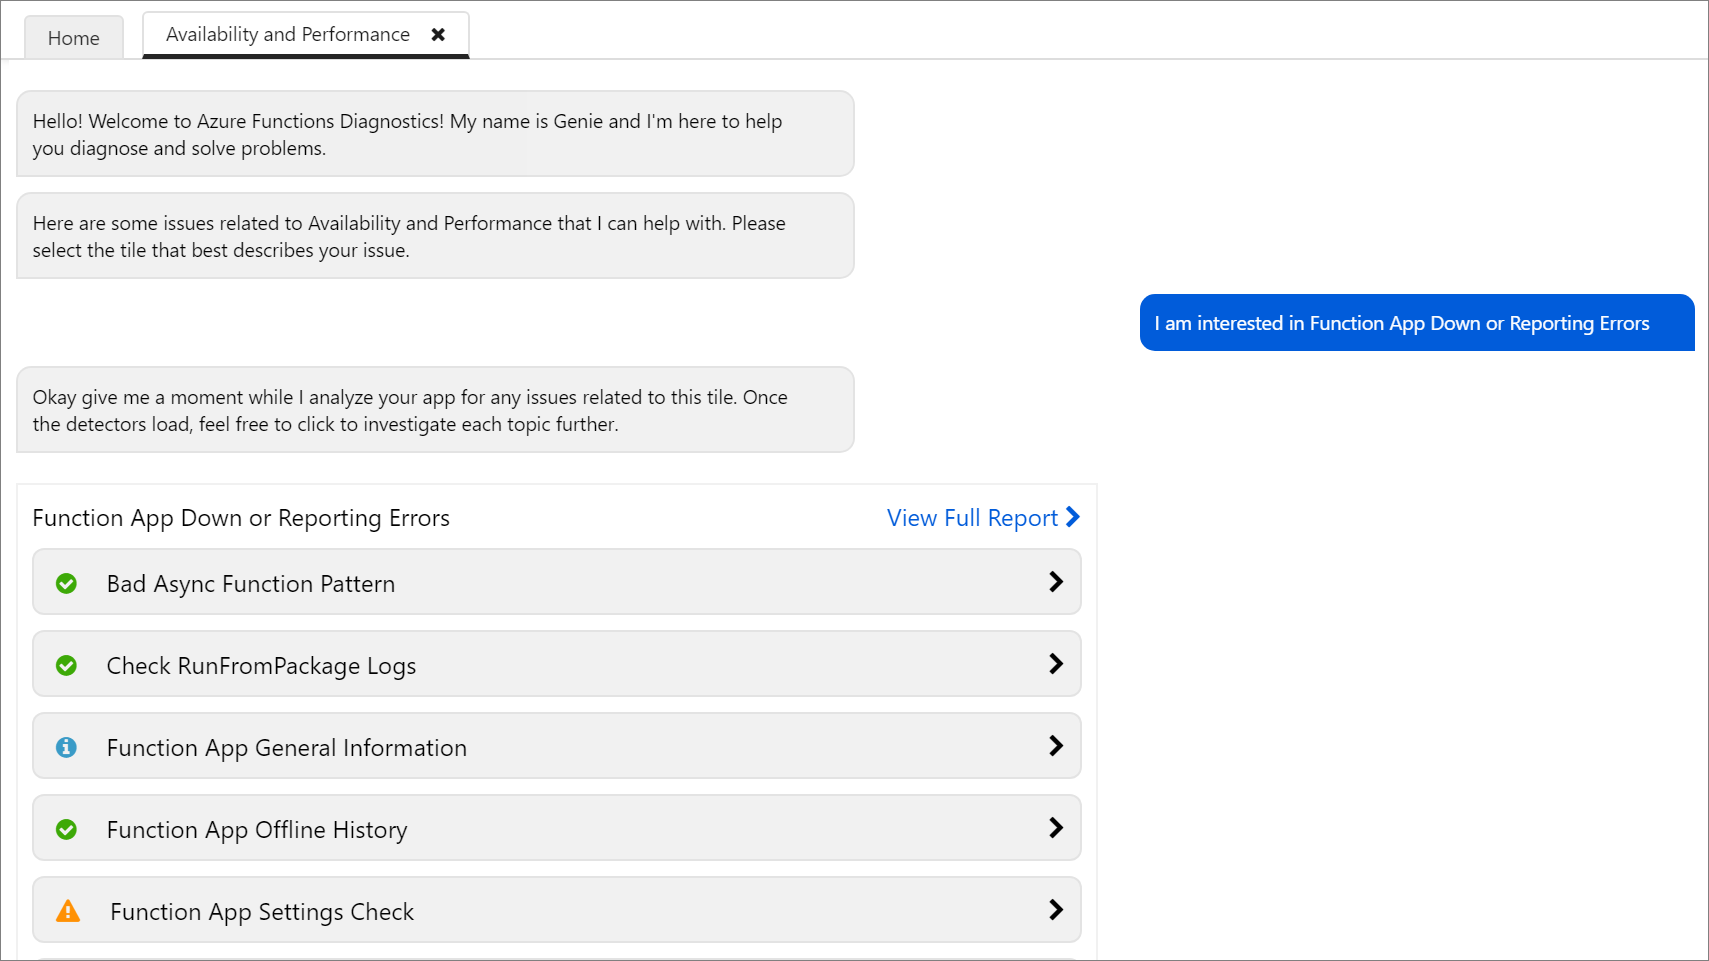 Home
Availability and Performance
Hello! Welcome to Azure Functions Diagnostics! My name is Genie and I'm here to help
you diagnose and solve problems.
Here are some issues related to Availability and Performance that I can help with. Please
select the tile that best describes your issue.
I am interested in Function App Down or Reporting Errors
Okay give me a moment while I analyze your app for any issues related to this tile. Once
the detectors load, feel free to click to investigate each topic further.
Function App Down or Reporting Errors
View Full Report
Bad Async Function Pattern
Check RunFromPackage Logs
Function App General Information
Function App Offline History
Function App Settings Check